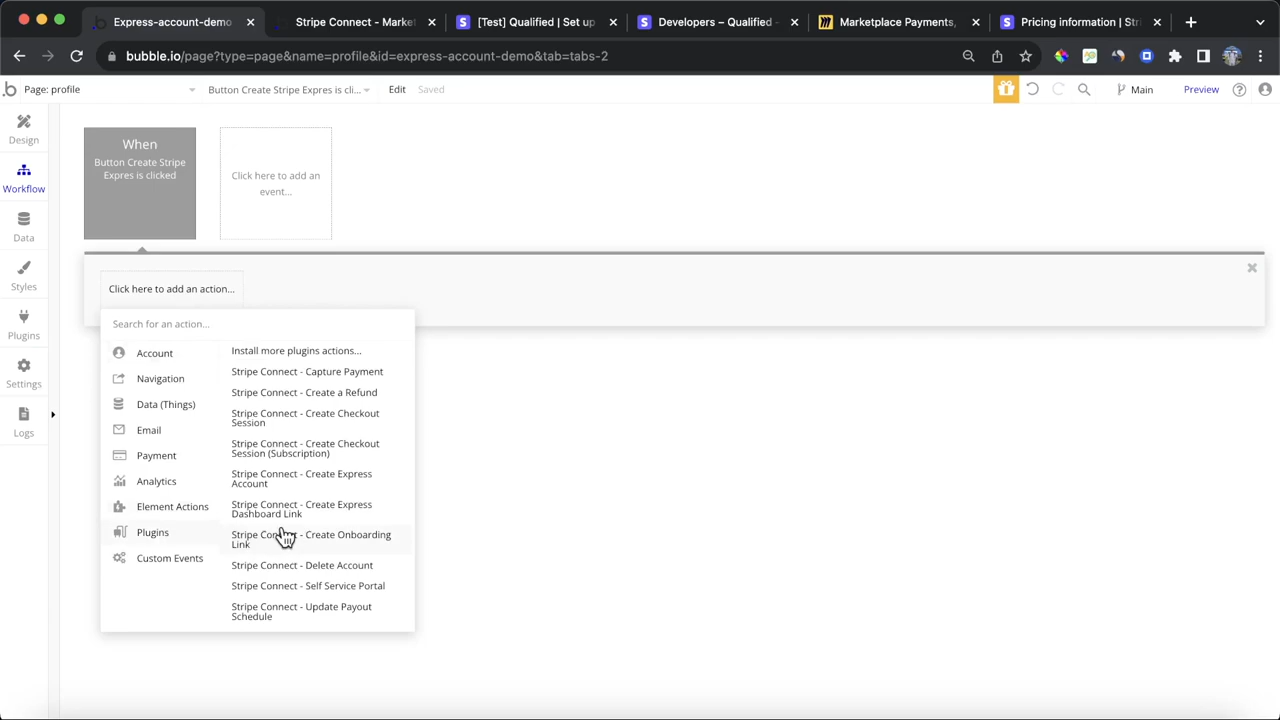 Express-account-demo
Stripe Connect - Market
[Test] Qualified | Set up
Developers – Qualified -
Marketplace Payments,
Pricing information | Stri
bubble.io/page?type=page&name=profile&id=express-account-demo&tab=tabs-2
Page: profile
Button Create Stripe Expres is cli...
Edit
Saved
Main
Preview
Design
Workflow
Data
Styles
Plugins
Settings
Logs
When
Button Create Stripe
Expres is clicked
Click here to add an
event...
Click here to add an action...
Search for an action...
Account
Navigation
Data (Things)
Email
Payment
Analytics
Element Actions
Plugins
Custom Events
Install more plugins actions...
Stripe Connect - Capture Payment
Stripe Connect - Create a Refund
Stripe Connect - Create Checkout
Session
Stripe Connect - Create Checkout
Session (Subscription)
Stripe Connect - Create Express
Account
Stripe Connect - Create Express
Dashboard Link
Stripe Connect - Create Onboarding
Link
Stripe Connect - Delete Account
Stripe Connect - Self Service Portal
Stripe Connect - Update Payout
Schedule